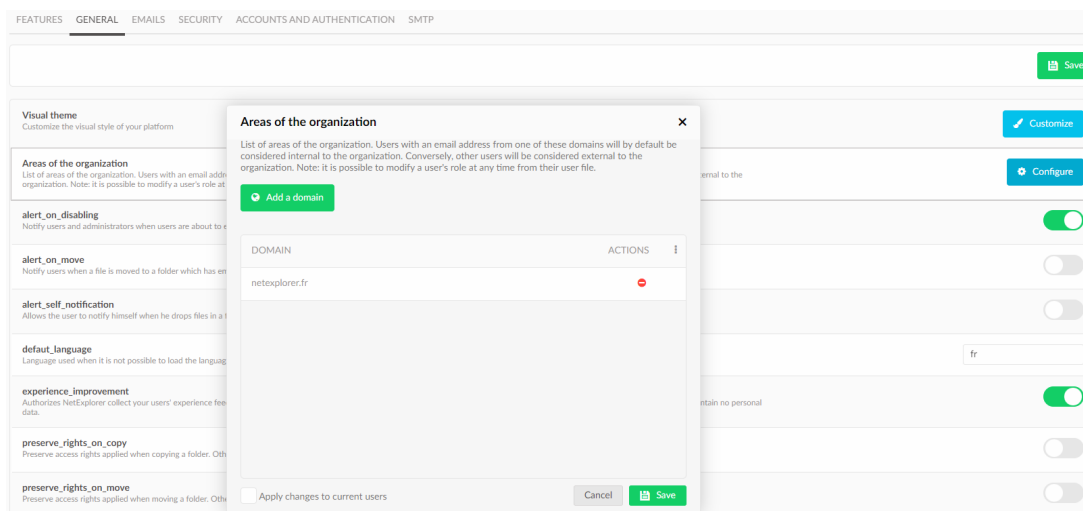 FEATURES GENERAL EMAILS SECURITY ACCOUNTS AND AUTHENTICATION SMTP
Save
Visual theme
Customize the visual style of your platform
Customize
Areas of the organization
List of areas of the organization. Users with an email addr
ernal to the
organization. Note: it is possible to modify a user's role at
Configure
alert_on_disabling
Notify users and administrators when users are about to e
alert_on_move
Notify users when a file is moved to a folder which has en
alert_self_notification
Allows the user to notify himself when he drops files in a f
defaut_language
Language used when it is not possible to load the languag
fr
experience_improvement
Authorizes NetExplorer collect your users' experience fee
ntain no personal
data.
preserve_rights_on_copy
Preserve access rights applied when copying a folder. Oth
preserve_rights_on_move
Preserve access rights applied when moving a folder. Othe
Areas of the organization
List of areas of the organization. Users with an email address from one of these domains will by default be
considered internal to the organization. Conversely, other users will be considered external to the
organization. Note: it is possible to modify a user's role at any time from their user file.
Add a domain
DOMAIN ACTIONS
netexplorer.fr
Apply changes to current users
Cancel Save